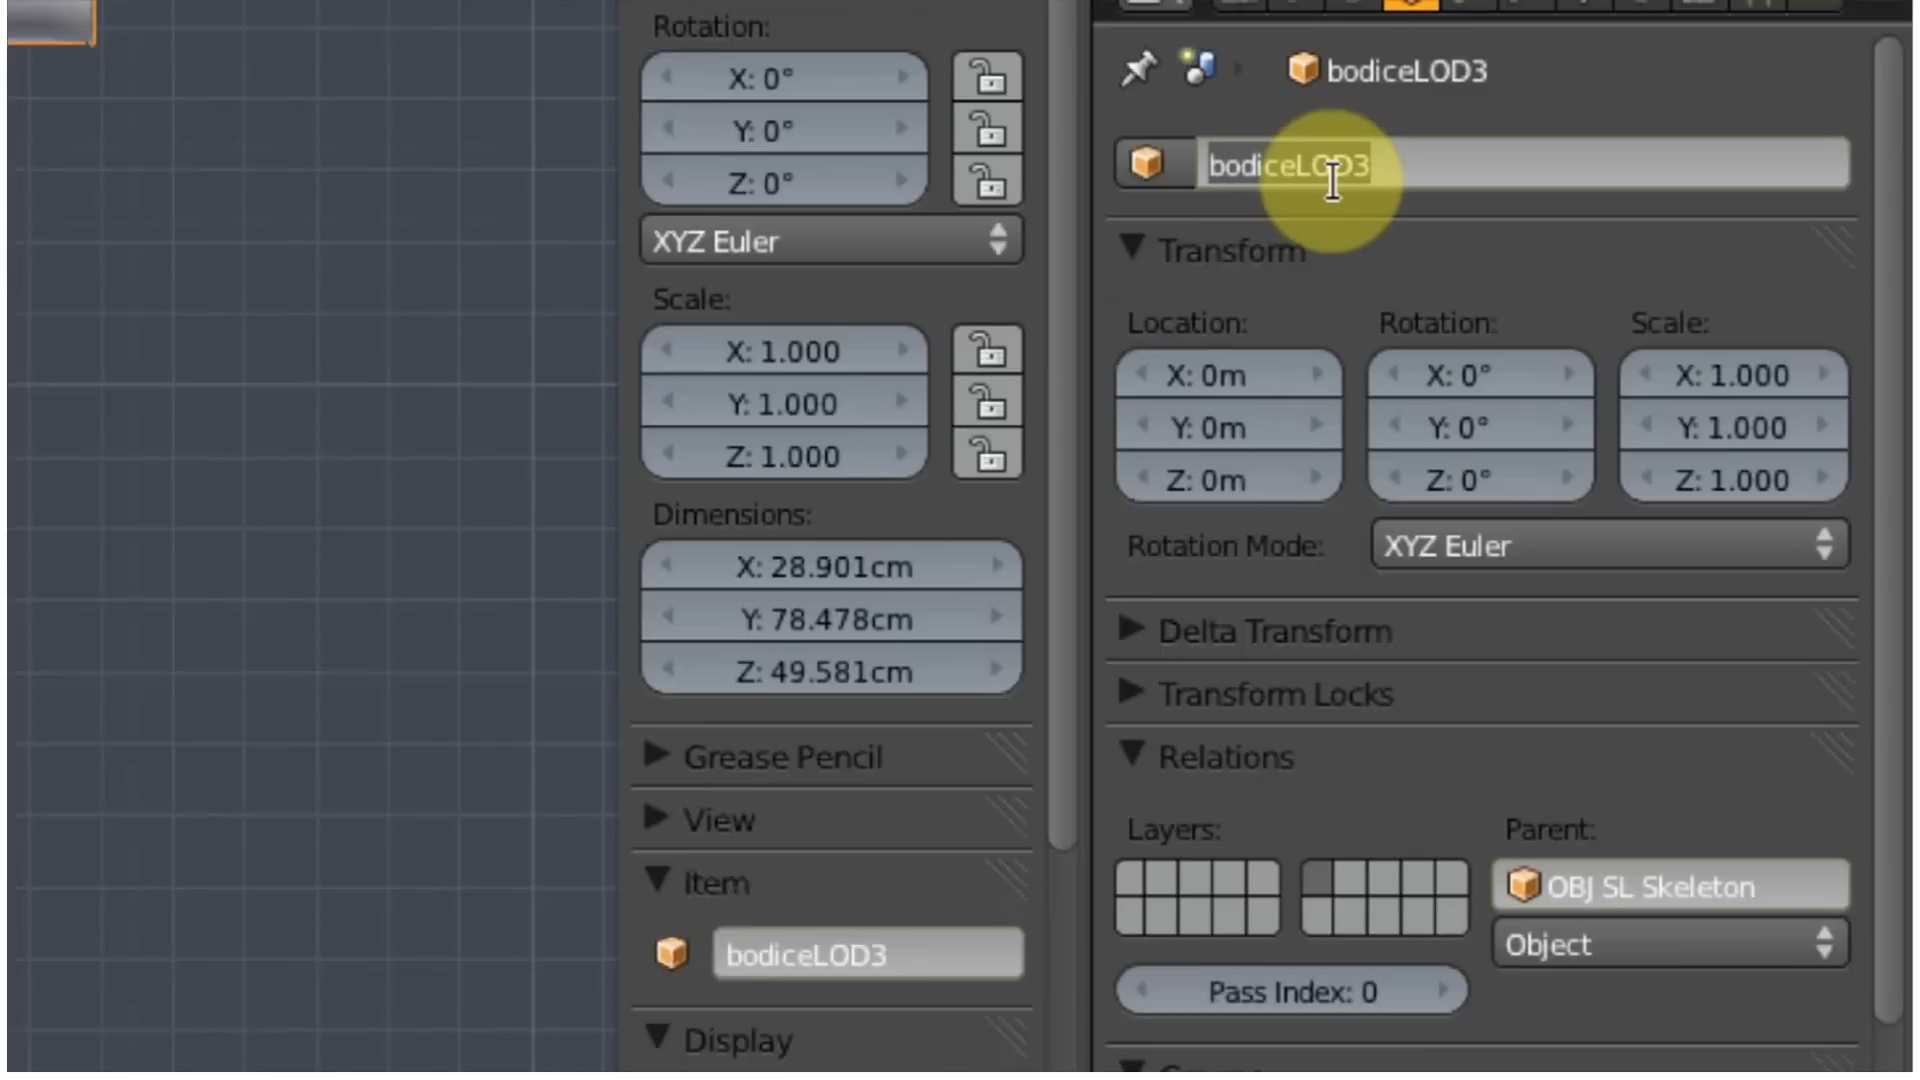 Rotation:
X: 0°
Y: 0°
Z: 0°
XYZ Euler
Scale:
X: 1.000
Y: 1.000
Z: 1.000
Dimensions:
X: 28.901cm
Y: 78.478cm
Z: 49.581cm
Grease Pencil
View
Item
bodiceLOD3
Display
bodiceLOD3
bodiceLOD3
Transform
Location: Rotation: Scale:
X: 0m X: 0° X: 1.000
Y: 0m Y: 0° Y: 1.000
Z: 0m Z: 0° Z: 1.000
Rotation Mode: XYZ Euler
Delta Transform
Transform Locks
Relations
Layers: Parent:
OBJ SL Skeleton
Object
Pass Index: 0